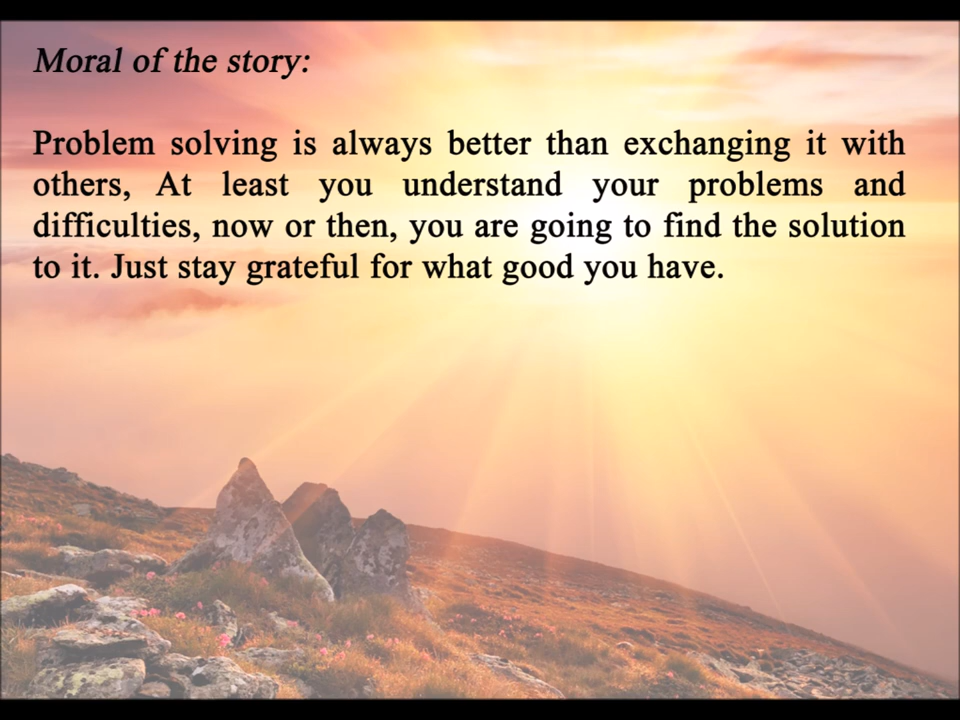 Moral of the story:
Problem solving is always better than exchanging it with
others, At least you understand your problems and
difficulties, now or then, you are going to find the solution
to it. Just stay grateful for what good you have.